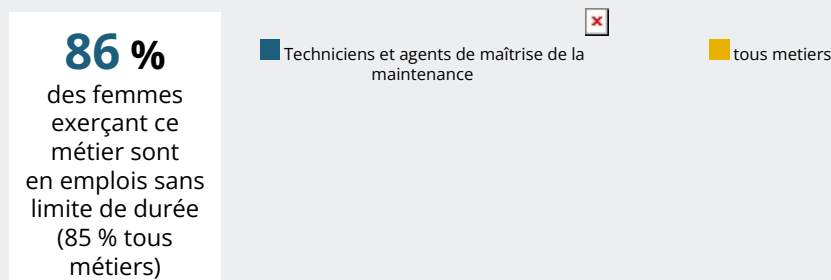 86 %
des femmes
exerçant ce
métier sont
en emplois sans
limite de durée
(85 % tous
métiers)
Techniciens et agents de maîtrise de la
maintenance
tous metiers